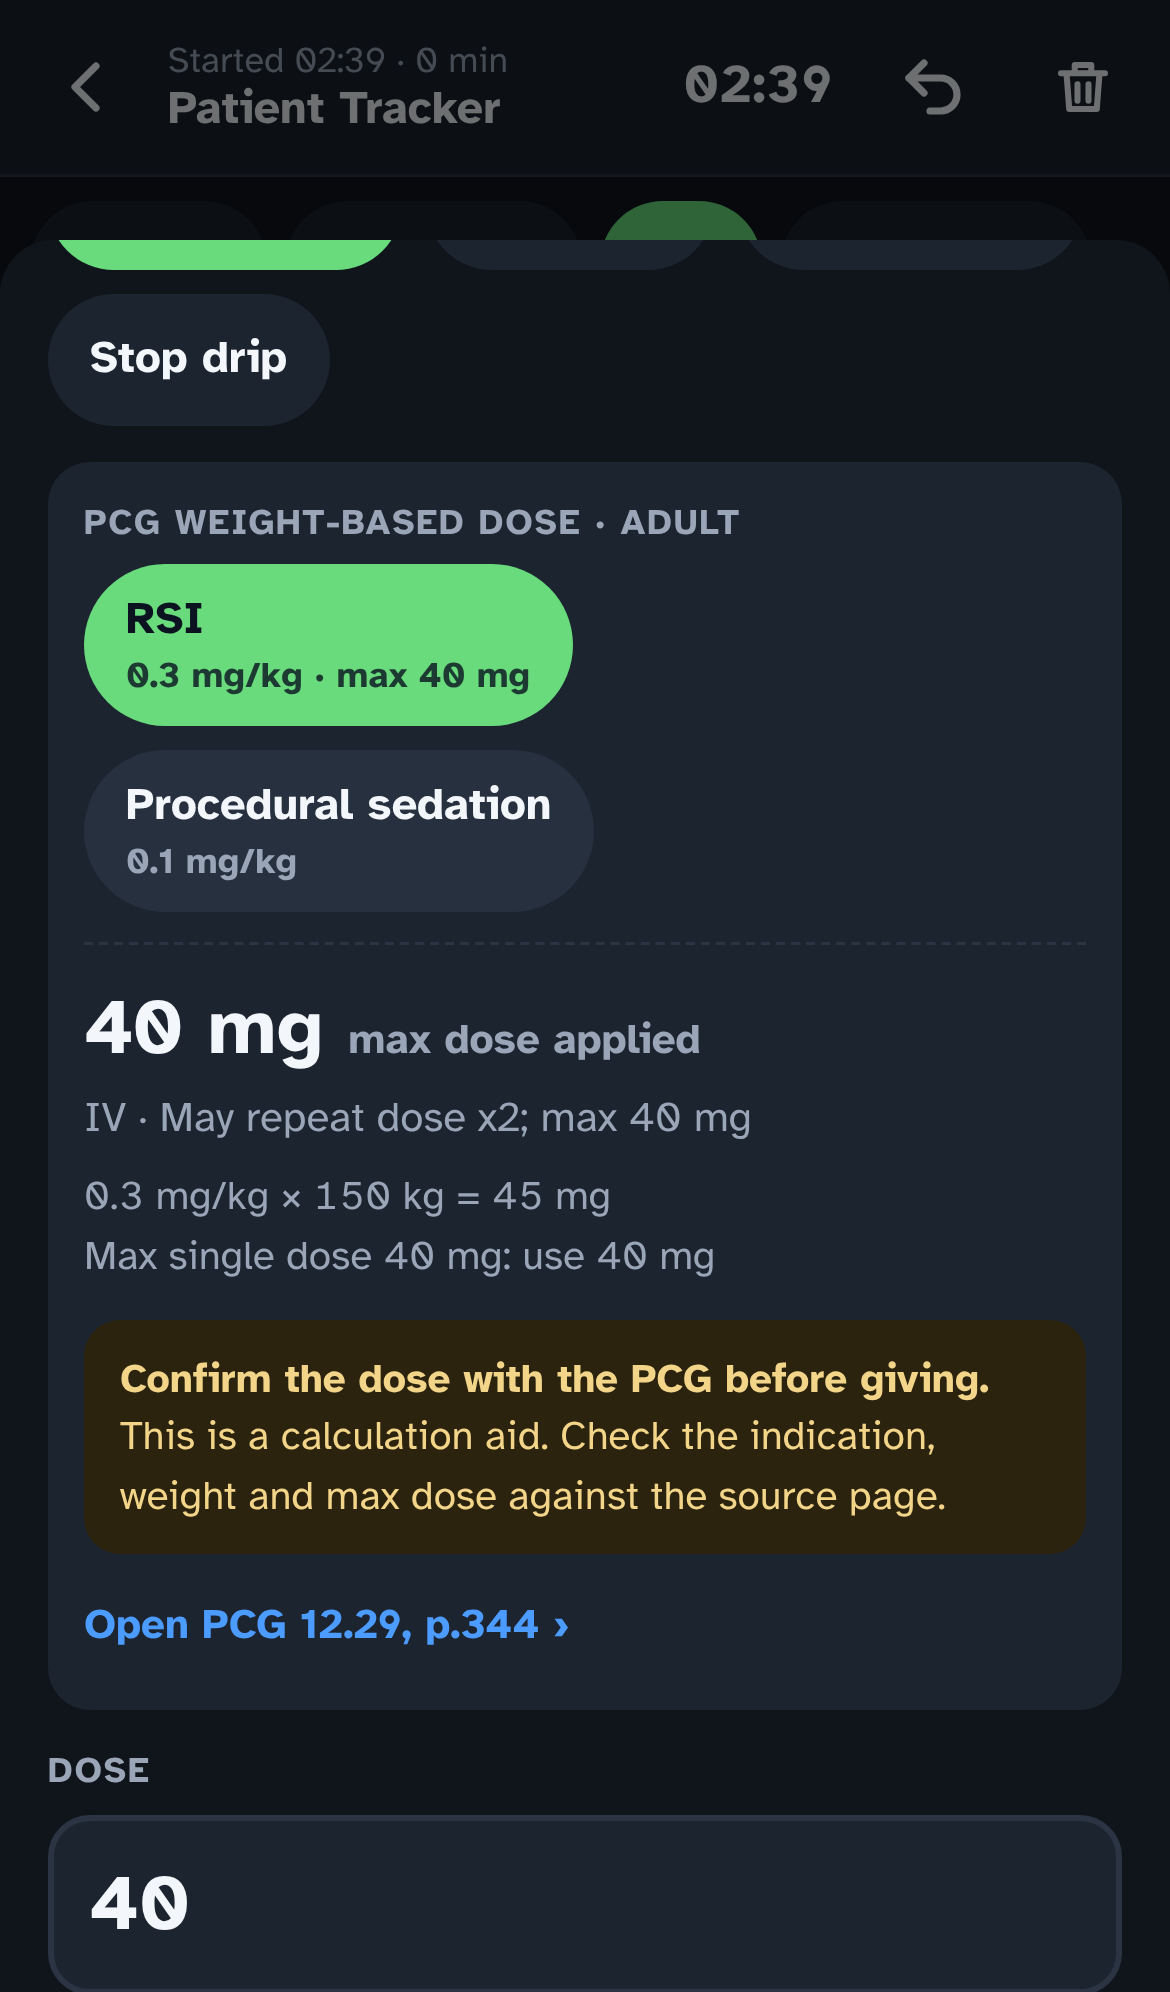 Started 02:39 · 0 min
Patient Tracker
02:39
Stop drip
PCG WEIGHT-BASED DOSE · ADULT
RSI
0.3 mg/kg · max 40 mg
Procedural sedation
0.1 mg/kg
40 mg max dose applied
IV · May repeat dose x2; max 40 mg
0.3 mg/kg × 150 kg = 45 mg
Max single dose 40 mg: use 40 mg
Confirm the dose with the PCG before giving.
This is a calculation aid. Check the indication,
weight and max dose against the source page.
Open PCG 12.29, p.344 ›
DOSE
40